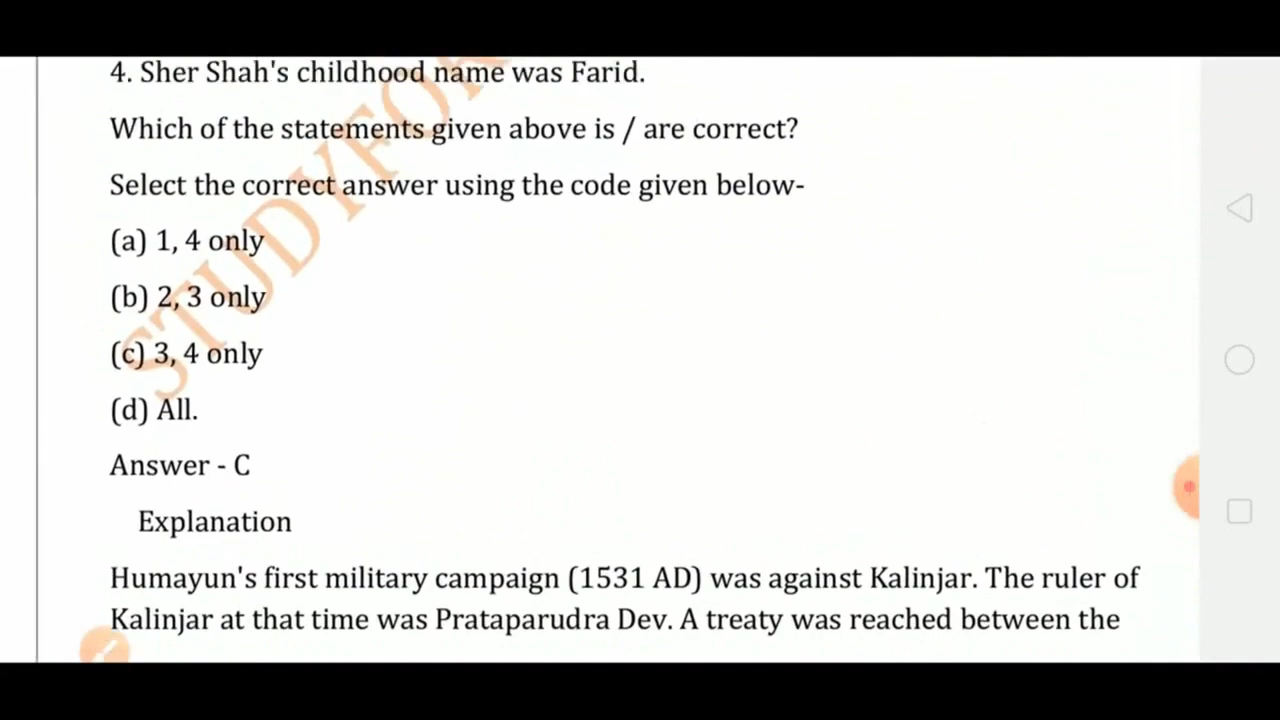 4. Sher Shah's childhood name was Farid.
Which of the statements given above is / are correct?
Select the correct answer using the code given below-
(a) 1, 4 only
(b) 2, 3 only
(c) 3, 4 only
(d) All.
Answer - C
Explanation
Humayun's first military campaign (1531 AD) was against Kalinjar. The ruler of
Kalinjar at that time was Prataparudra Dev. A treaty was reached between the
STUDYFOR